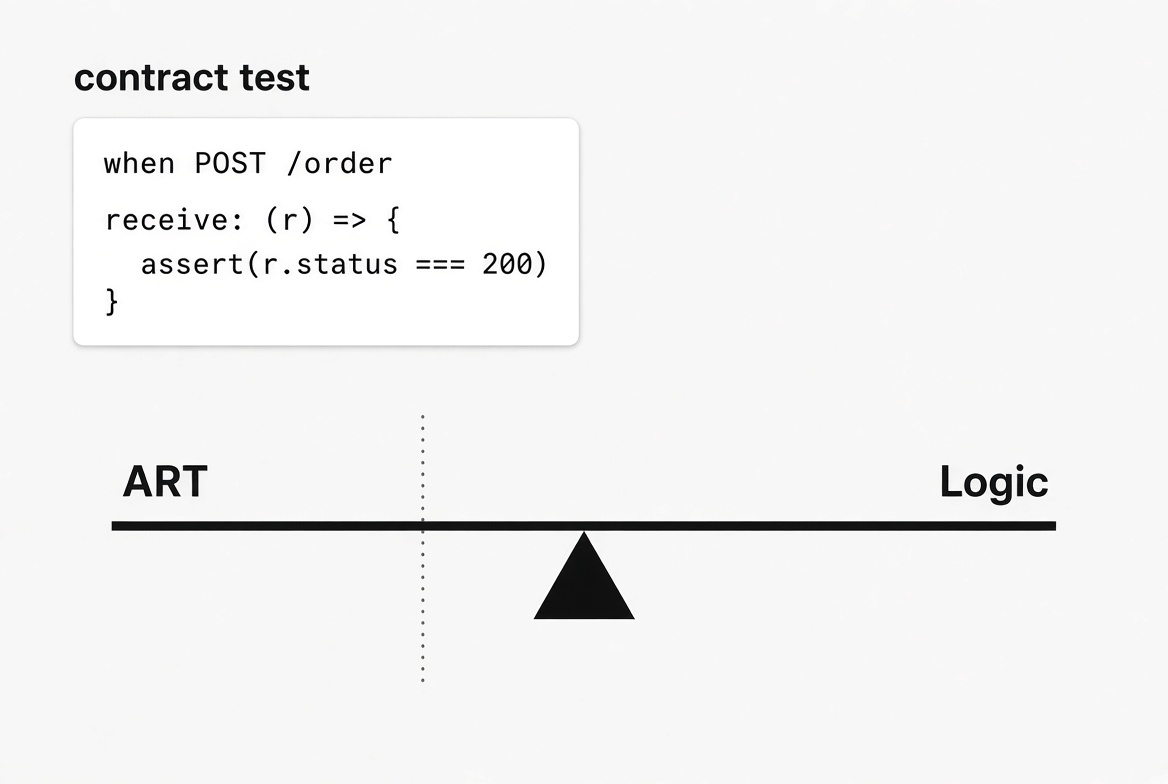 contract test
when POST /order
receive: (r) => {
  assert(r.status === 200)
}
ART
Logic